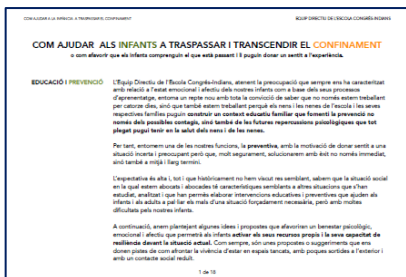 COM AJUDAR A LA INFÀNCIA A TRASPASSAR EL CONFINAMENT
EQUIP DIRECTIU DE L'ESCOLA CONGRÉS-INDIANS
COM AJUDAR ALS INFANTS A TRASPASSAR I TRANSCENDIR EL CONFINAMENT
o com afavorir que els infants comprenguin el que està passant i li puguin donar un sentit a l'experiència.
EDUCACIÓ I PREVENCIÓ
L'Equip Directiu de l'Escola Congrés-Indians, atenent la preocupació que sempre ens ha caracteritzat
amb relació a l'estat emocional i afectiu dels nostres infants com a base dels seus processos
d'aprenentatge, entoma un repte nou amb tota la convicció de saber que no només estem treballant
per catorze dies, sinó que també estem treballant perquè els nens i nenes de l'escola i les seves
respectives famílies puguin construir un context educatiu familiar que fomenti la prevenció no
només dels possibles contagis, sinó també de les futures repercussions psicològiques que tot
plegat pugui tenir en la salut dels nens i de les nenes.
Per tant, entomem una de les nostres funcions, la preventiva, amb la motivació de donar sentit a una
situació incerta i preocupant però que, molt segurament, solucionarem amb èxit no només immediat,
sinó també a mitjà i llarg termini.
L'expectativa és alta i, tot i que històricament no hem viscut res semblant, sabem que la situació social
en la qual estem abocats i abocades té característiques semblants a altres situacions que s'han
estudiat, analitzat i que han permès elaborar intervencions educatives i preventives que ajuden als
infants i als adults a pal·liar els mals d'una situació forçadament necessària, però amb moltes
dificultats pels nostres infants.
A continuació, anem plantejant algunes idees i propostes que afavoriran un benestar psicològic,
emocional i afectiu que permetrà als infants activar els seus recursos propis i la seva capacitat de
resiliència davant la situació actual. Com sempre, són unes propostes o suggeriments que ens
donen pistes de com afrontar la vivència d'estar en espais tancats, amb poques sortides a l'exterior i
amb un contacte social reduït.
1 de 18